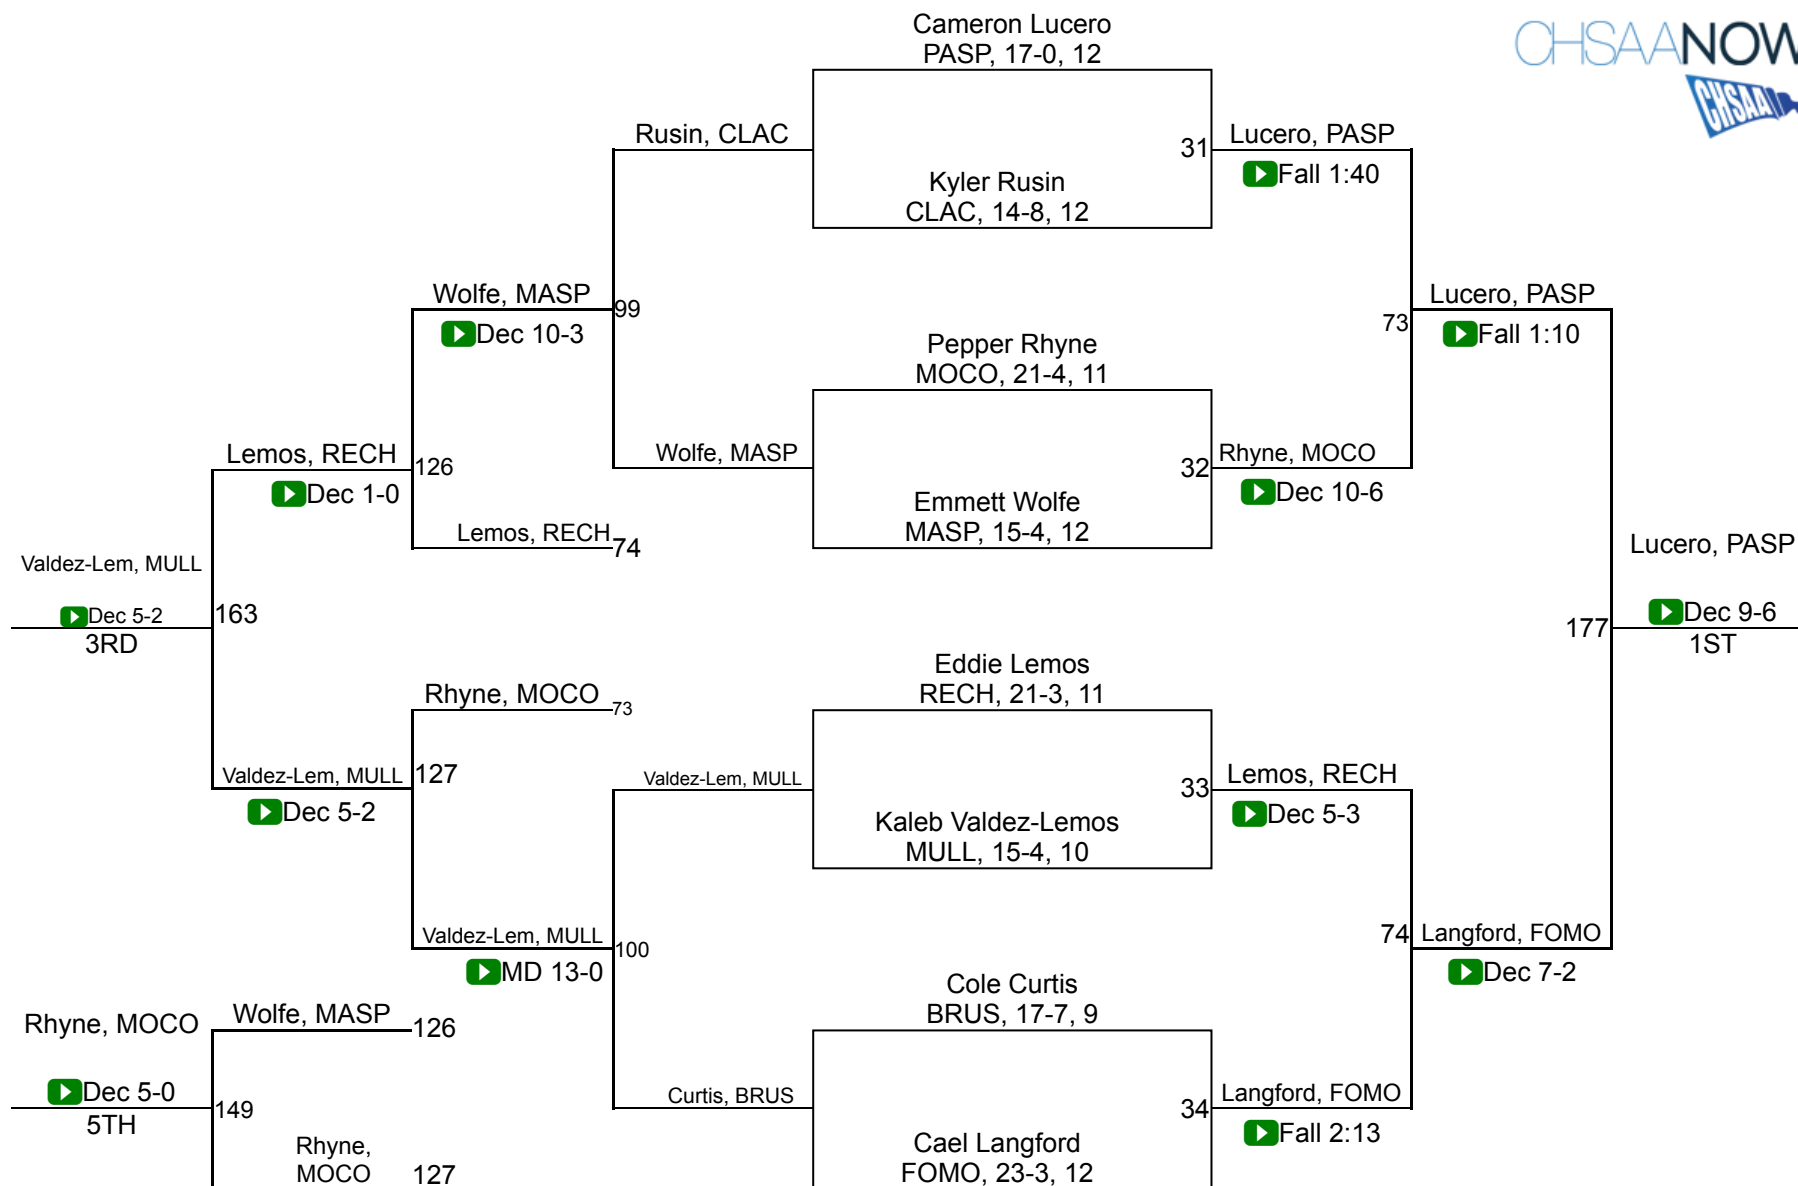 Cameron Lucero
PASP, 17-0, 12
CHSAANOW
CHSAA
Rusin, CLAC
31
Lucero, PASP
Fall 1:40
Kyler Rusin
CLAC, 14-8, 12
Wolfe, MASP
99
Dec 10-3
Lucero, PASP
73
Fall 1:10
Pepper Rhyne
MOCO, 21-4, 11
Lemos, RECH
126
Dec 1-0
Wolfe, MASP
32
Rhyne, MOCO
Dec 10-6
Emmett Wolfe
MASP, 15-4, 12
Lemos, RECH
74
Valdez-Lem, MULL
163
Dec 5-2
3RD
Lucero, PASP
177
Dec 9-6
1ST
Eddie Lemos
RECH, 21-3, 11
Rhyne, MOCO
73
Valdez-Lem, MULL
127
Dec 5-2
Valdez-Lem, MULL
33
Lemos, RECH
Dec 5-3
Kaleb Valdez-Lemos
MULL, 15-4, 10
Valdez-Lem, MULL
100
MD 13-0
74
Langford, FOMO
Dec 7-2
Cole Curtis
BRUS, 17-7, 9
Rhyne, MOCO
Wolfe, MASP
126
Dec 5-0
5TH
149
Curtis, BRUS
34
Langford, FOMO
Fall 2:13
Rhyne,
MOCO
127
Cael Langford
FOMO, 23-3, 12